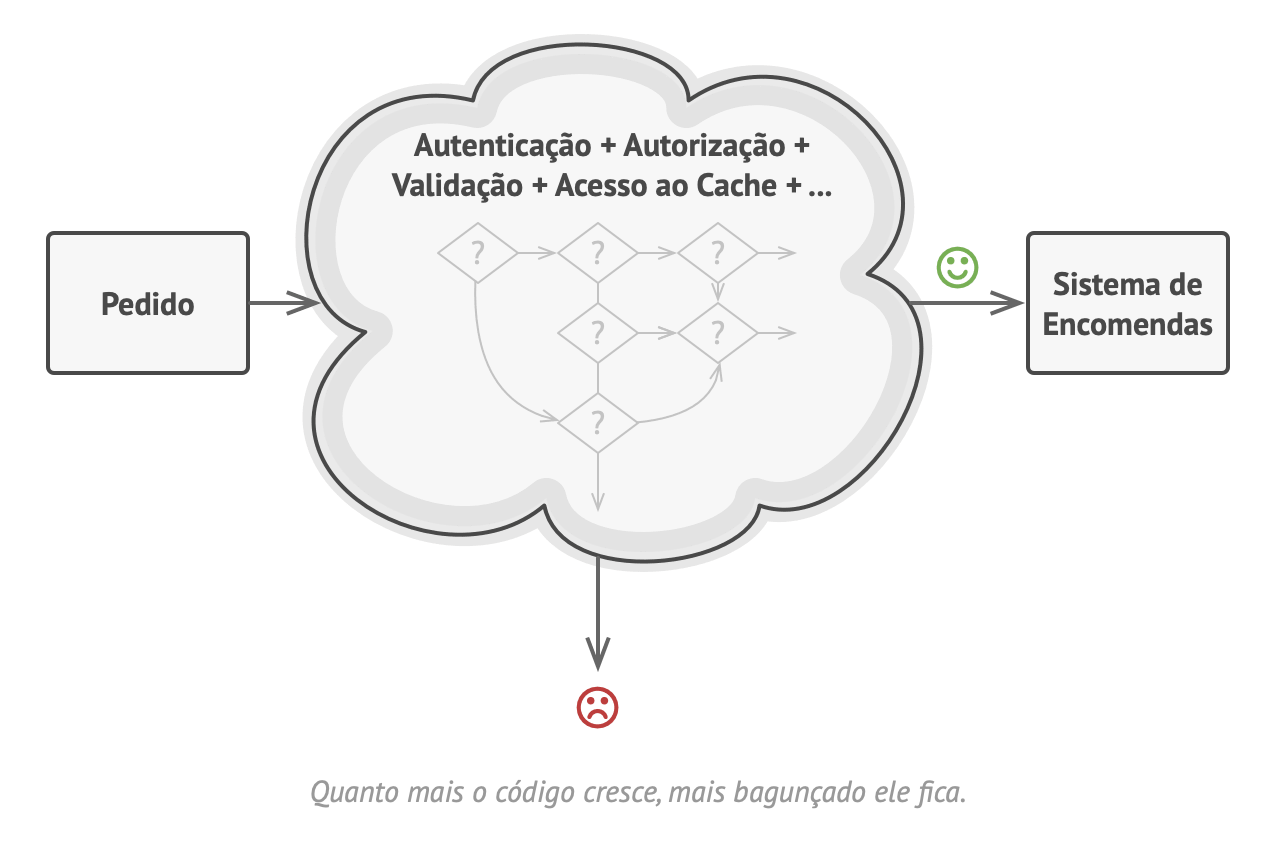 Autenticação + Autorização +
Validação + Acesso ao Cache + ...
? ? ?
Pedido
Sistema de
Encomendas
? ?
?
Quanto mais o código cresce, mais bagunçado ele fica.